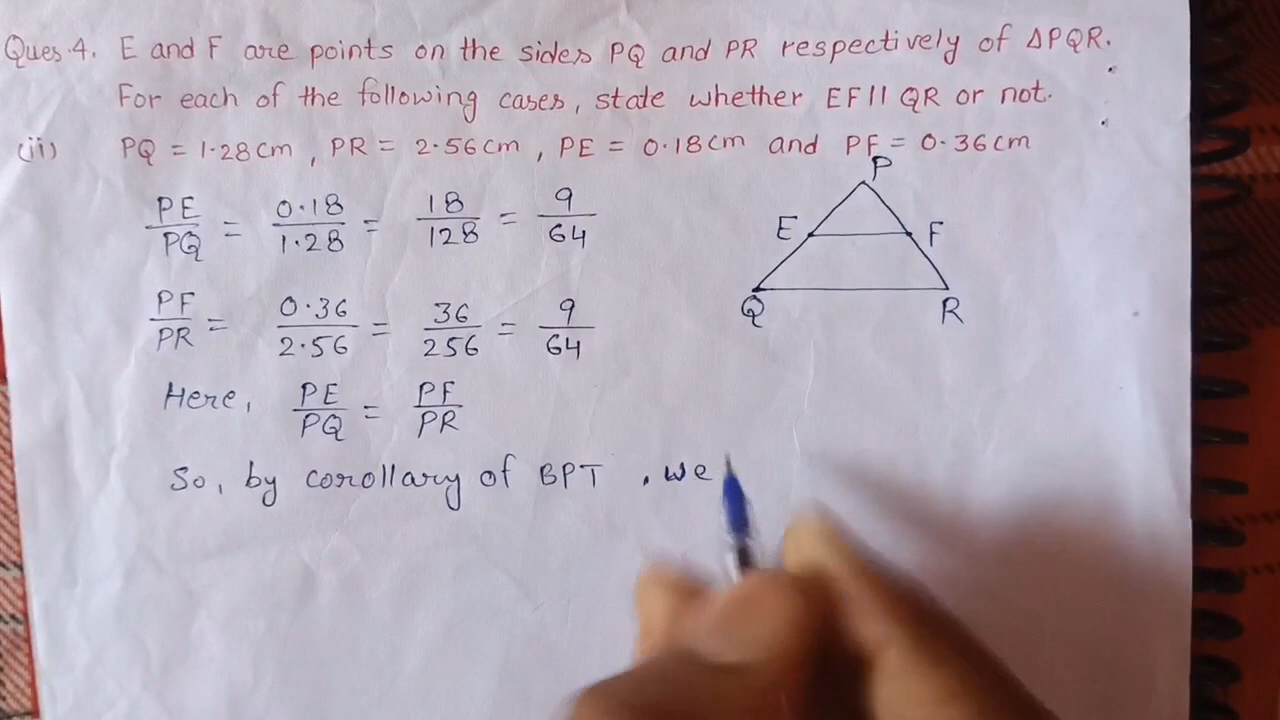 Ques.4. E and F are points on the sides PQ and PR respectively of ΔPQR.
For each of the following cases, state whether EF || QR or not.
(ii) PQ = 1.28cm, PR = 2.56cm, PE = 0.18cm and PF = 0.36cm
PE/PQ = 0.18/1.28 = 18/128 = 9/64
PF/PR = 0.36/2.56 = 36/256 = 9/64
Here, PE/PQ = PF/PR
So, by corollary of BPT, we
P
E F
Q R